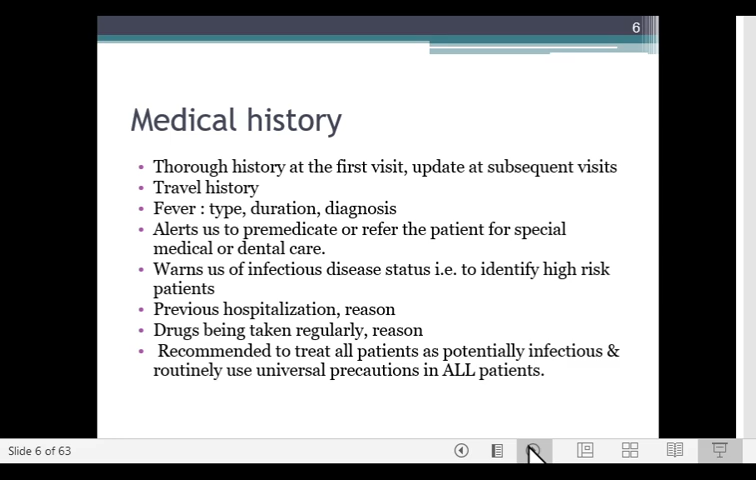 6
Medical history
• Thorough history at the first visit, update at subsequent visits
• Travel history
• Fever : type, duration, diagnosis
• Alerts us to premedicate or refer the patient for special
medical or dental care.
• Warns us of infectious disease status i.e. to identify high risk
patients
• Previous hospitalization, reason
• Drugs being taken regularly, reason
• Recommended to treat all patients as potentially infectious &
routinely use universal precautions in ALL patients.
Slide 6 of 63